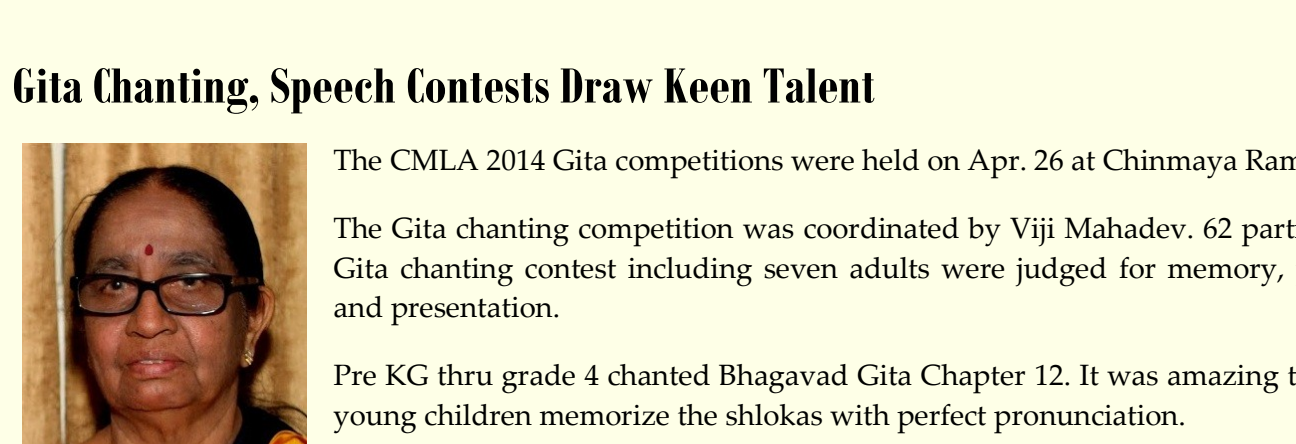 Gita Chanting, Speech Contests Draw Keen Talent
The CMLA 2014 Gita competitions were held on Apr. 26 at Chinmaya
The Gita chanting competition was coordinated by Viji Mahadev. 62
Gita chanting contest including seven adults were judged for memory,
and presentation.
Pre KG thru grade 4 chanted Bhagavad Gita Chapter 12. It was amazing
young children memorize the shlokas with perfect pronunciation.